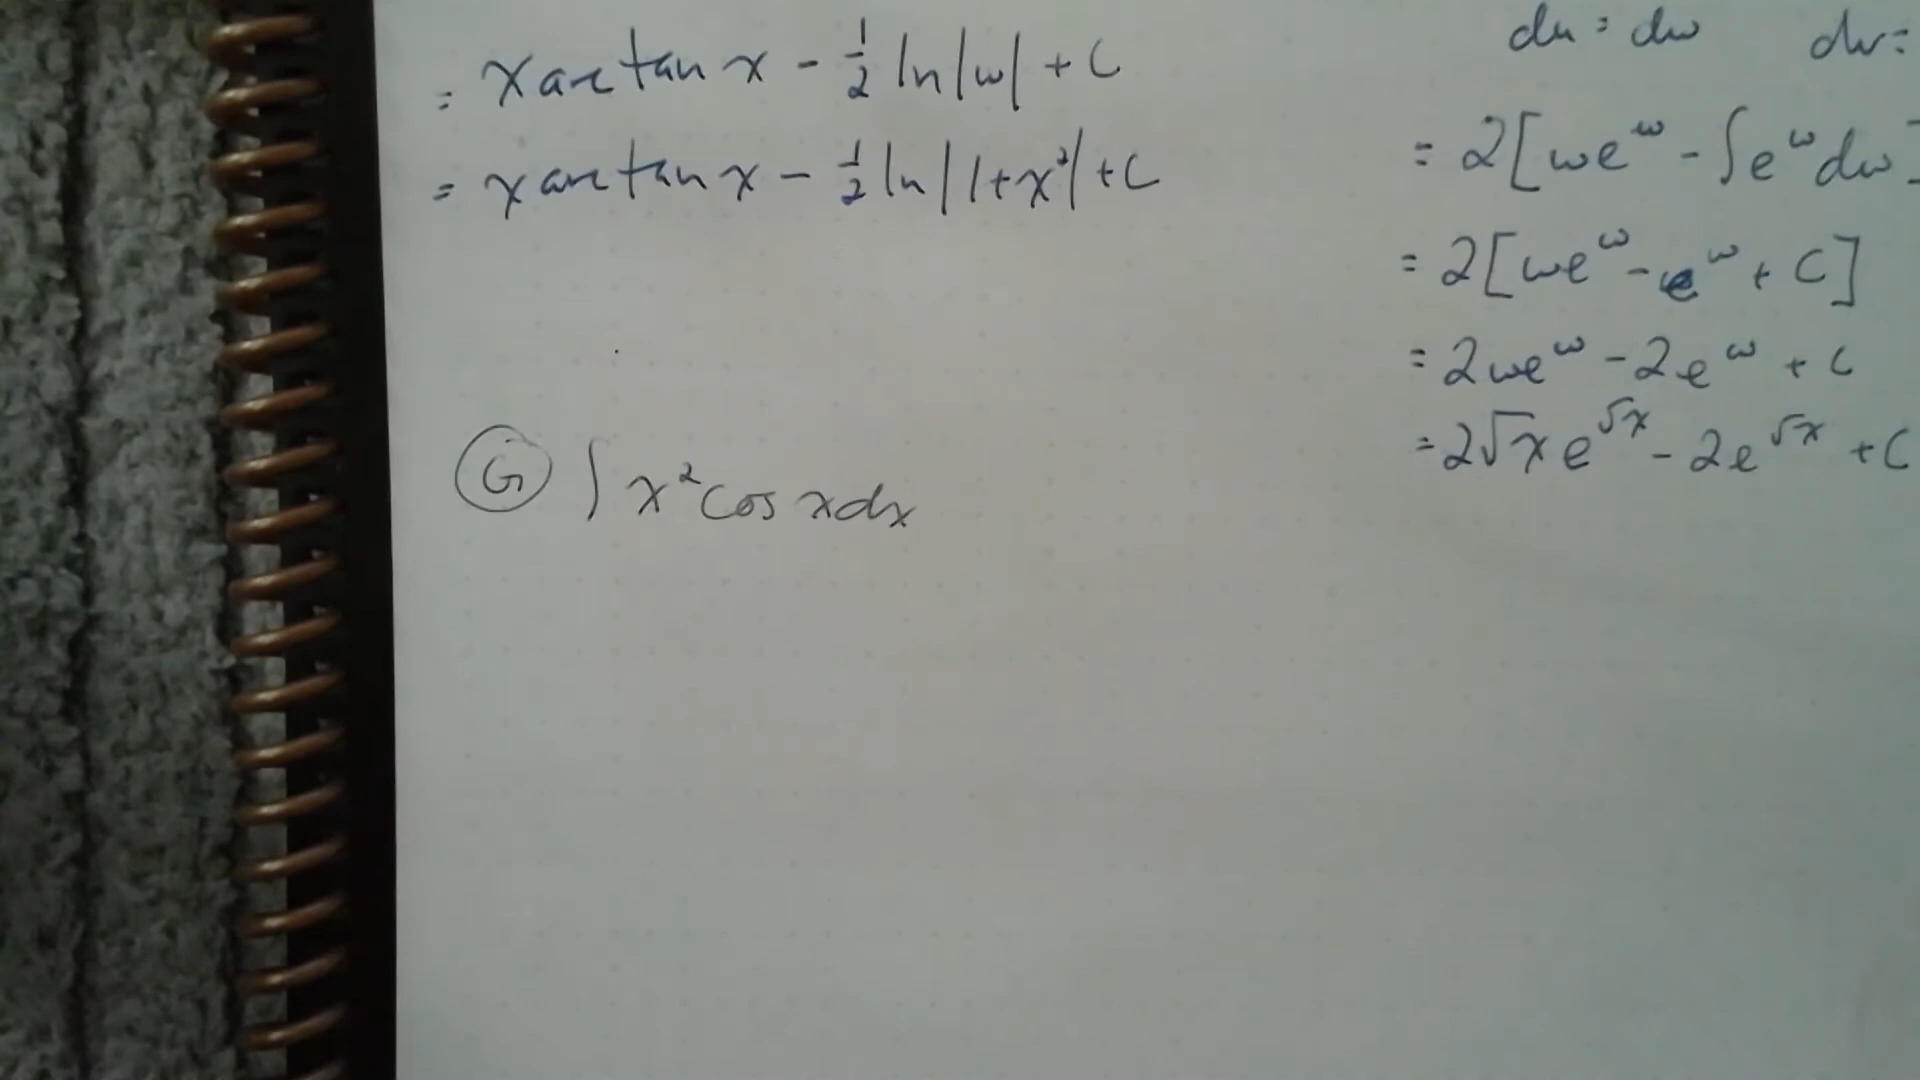 = x arctan x - 1/2 ln|w| + C
= x arctan x - 1/2 ln|1+x²| + C
G ∫ x² cos x dx
du = dw dv =
= 2[we^w - ∫e^w dw]
= 2[we^w - e^w + C]
= 2we^w - 2e^w + C
= 2√x e^√x - 2e^√x + C